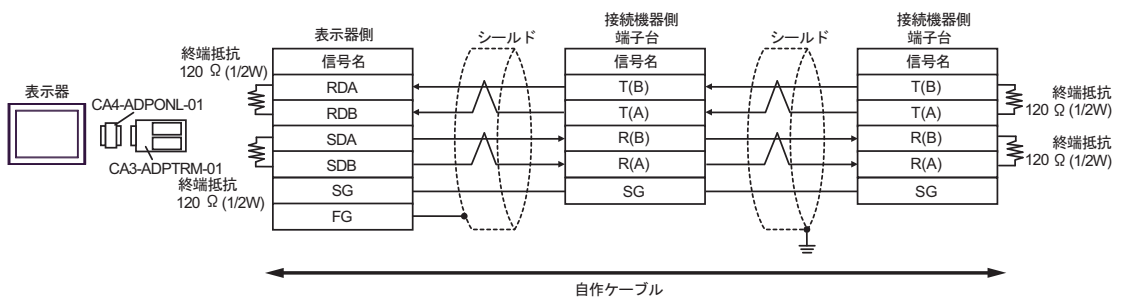 表示器
CA4-ADPONL-01
CA3-ADPTRM-01
終端抵抗
120 Ω (1/2W)
終端抵抗
120 Ω (1/2W)
表示器側
信号名
RDA
RDB
SDA
SDB
SG
FG
シールド
接続機器側
端子台
信号名
T(B)
T(A)
R(B)
R(A)
SG
シールド
接続機器側
端子台
信号名
T(B)
T(A)
R(B)
R(A)
SG
終端抵抗
120 Ω (1/2W)
終端抵抗
120 Ω (1/2W)
自作ケーブル